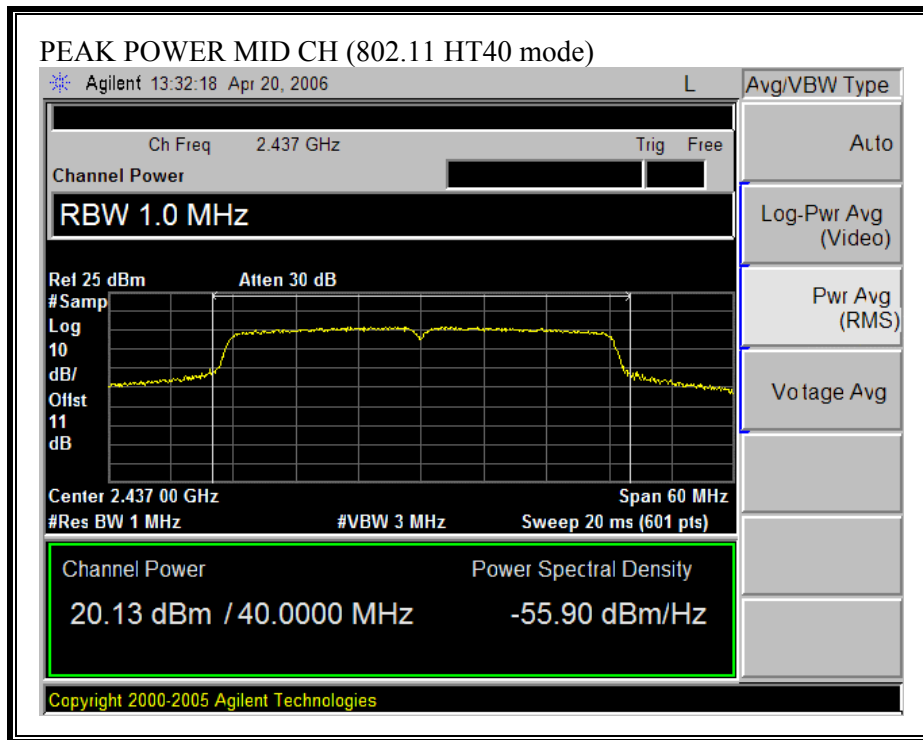 PEAK POWER MID CH (802.11 HT40 mode)
Agilent 13:32:18 Apr 20, 2006 L
Avg/VBW Type
Ch Freq 2.437 GHz Trig Free
Auto
Channel Power
RBW 1.0 MHz
Log-Pwr Avg
(Video)
Ref 25 dBm Atten 30 dB
#Samp
Log
10
dB/
Offst
11
dB
Pwr Avg
(RMS)
Votage Avg
Center 2.437 00 GHz Span 60 MHz
#Res BW 1 MHz #VBW 3 MHz Sweep 20 ms (601 pts)
Channel Power Power Spectral Density
20.13 dBm / 40.0000 MHz -55.90 dBm/Hz
Copyright 2000-2005 Agilent Technologies